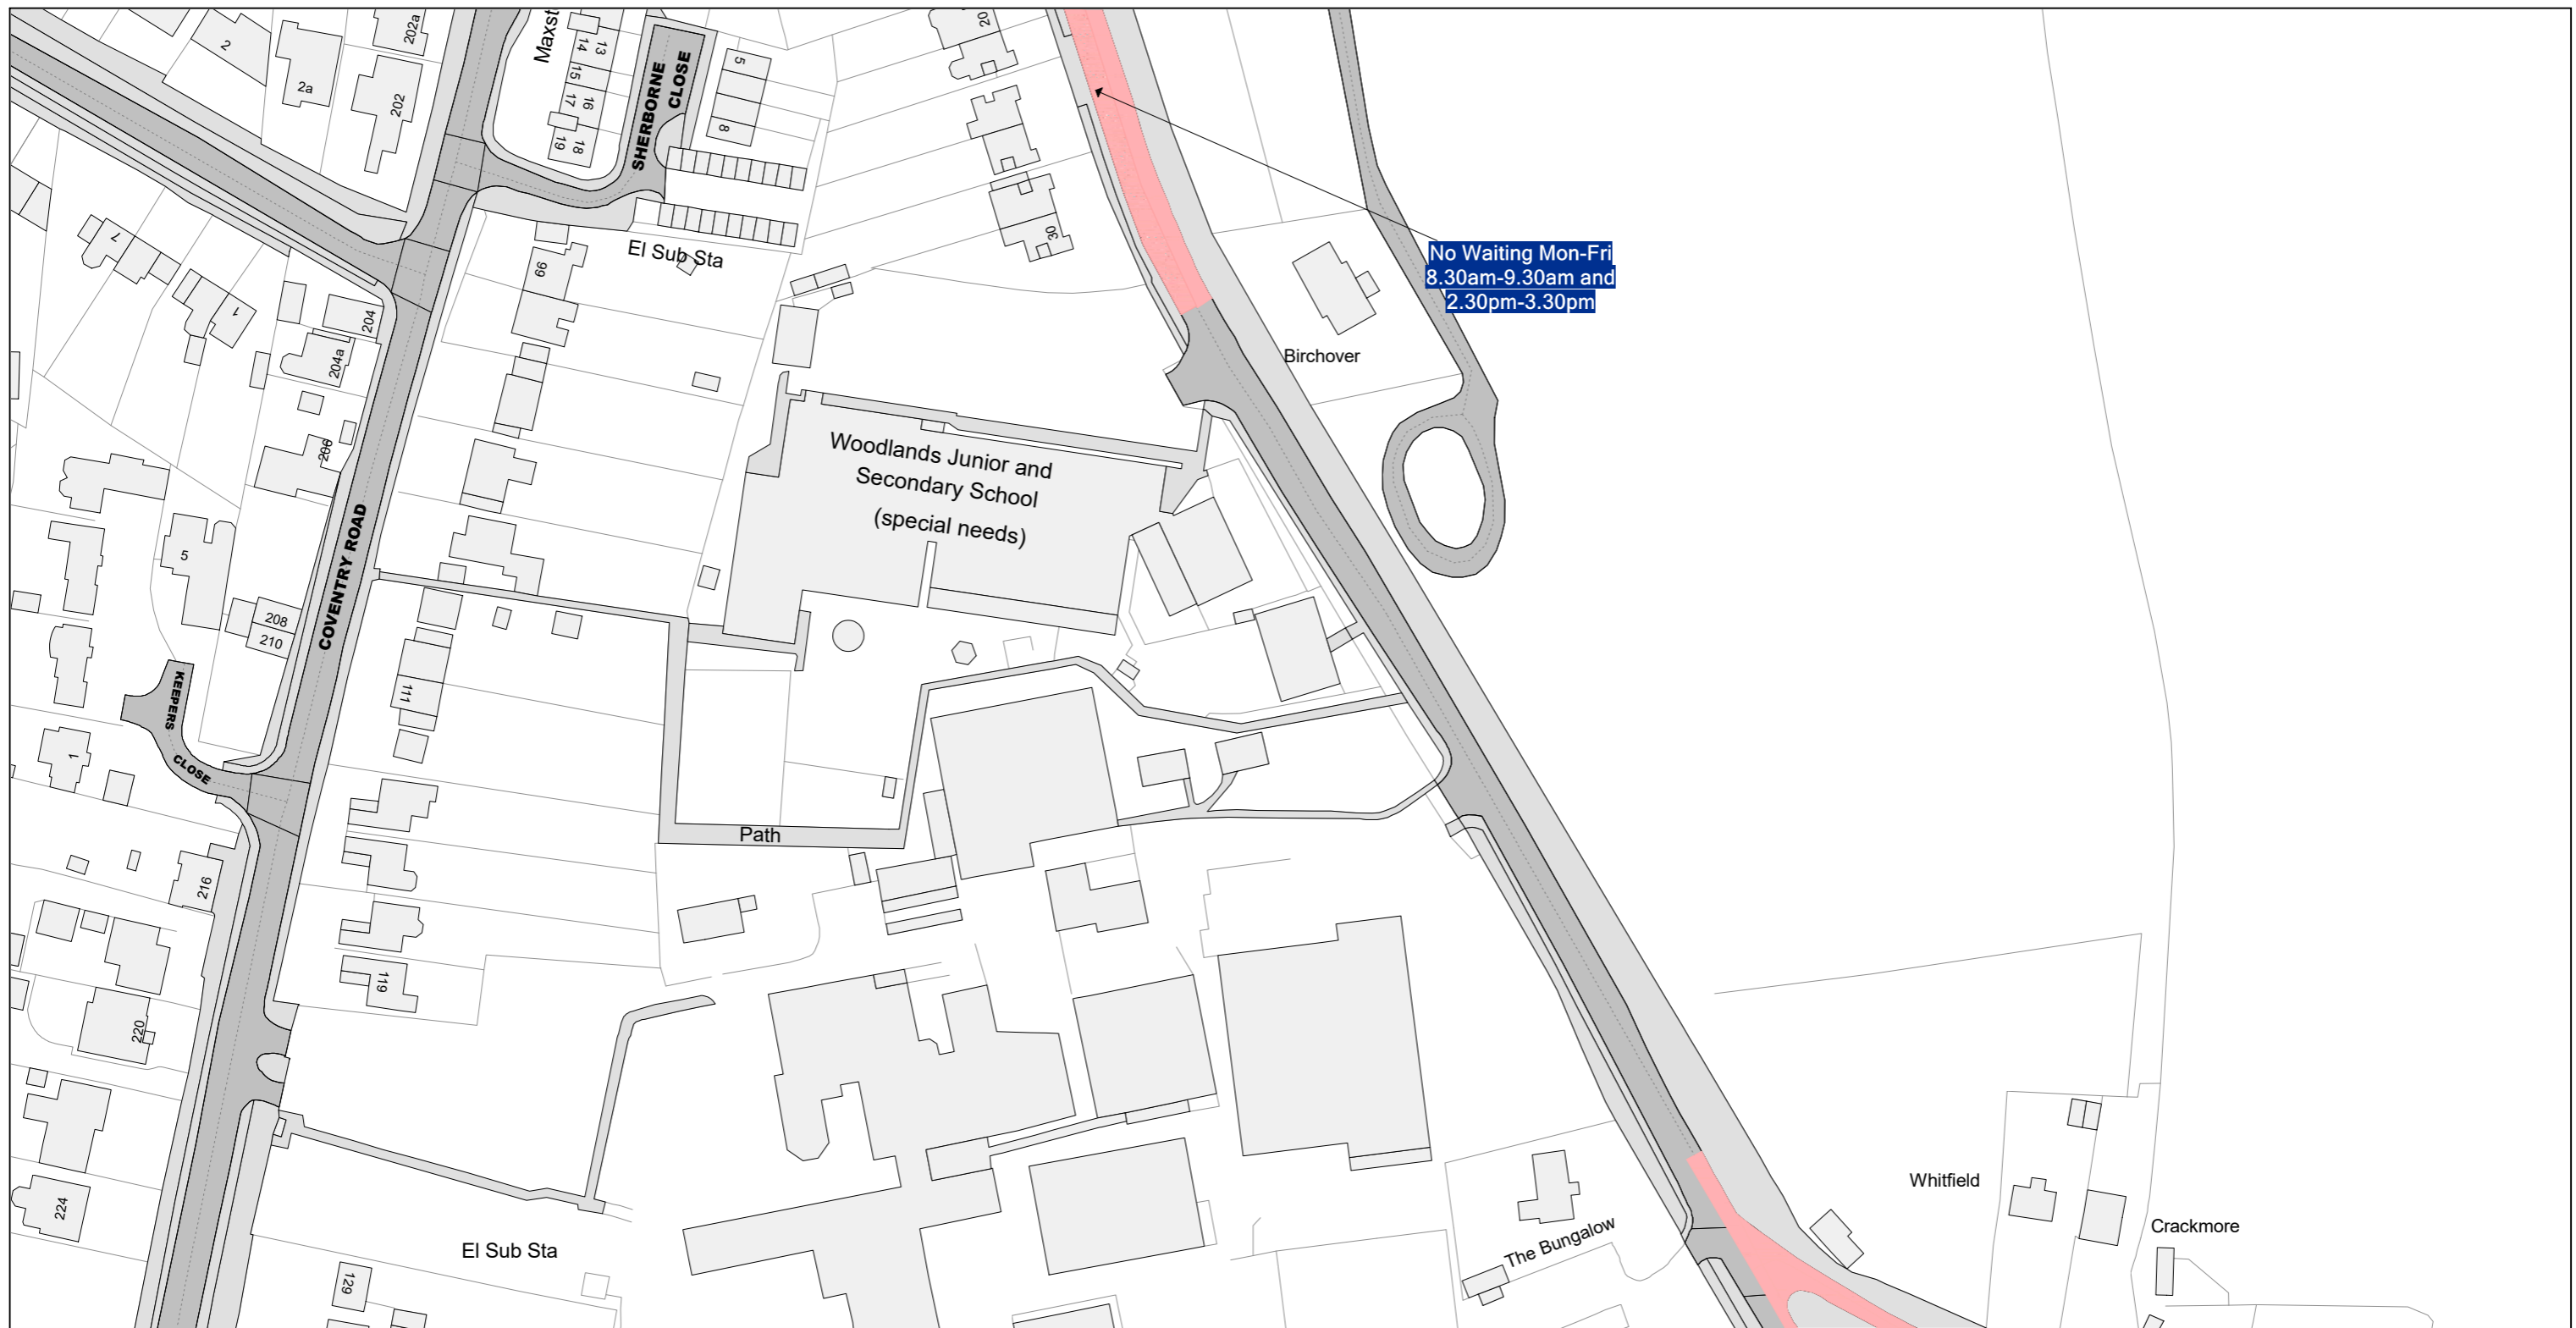 2
2a
202a
202
Maxst
13
14
15
16
17
18
19
SHERBORNE
CLOSE
5
8
20
30
El Sub Sta
No Waiting Mon-Fri
8.30am-9.30am and
2.30pm-3.30pm
Birchover
7
1
204
204a
206
99
Woodlands Junior and
Secondary School
(special needs)
COVENTRY ROAD
5
208
210
KEEPERS
CLOSE
1
111
Path
216
119
220
224
El Sub Sta
129
The Bungalow
Whitfield
Crackmore